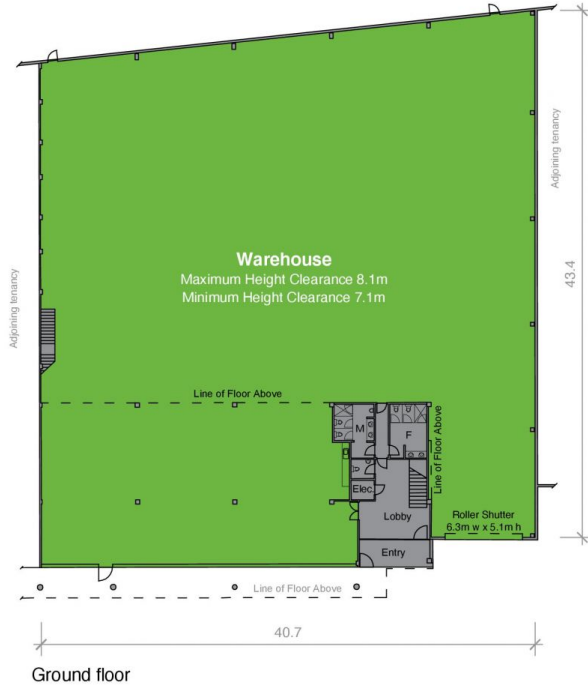 Adjoining tenancy
Warehouse
Maximum Height Clearance 8.1m
Minimum Height Clearance 7.1m
43.4
Adjoining tenancy
Line of Floor Above
M
F
Line of Floor Above
Elec.
Lobby
Roller Shutter
6.3m w x 5.1m h
Entry
Line of Floor Above
40.7
Ground floor